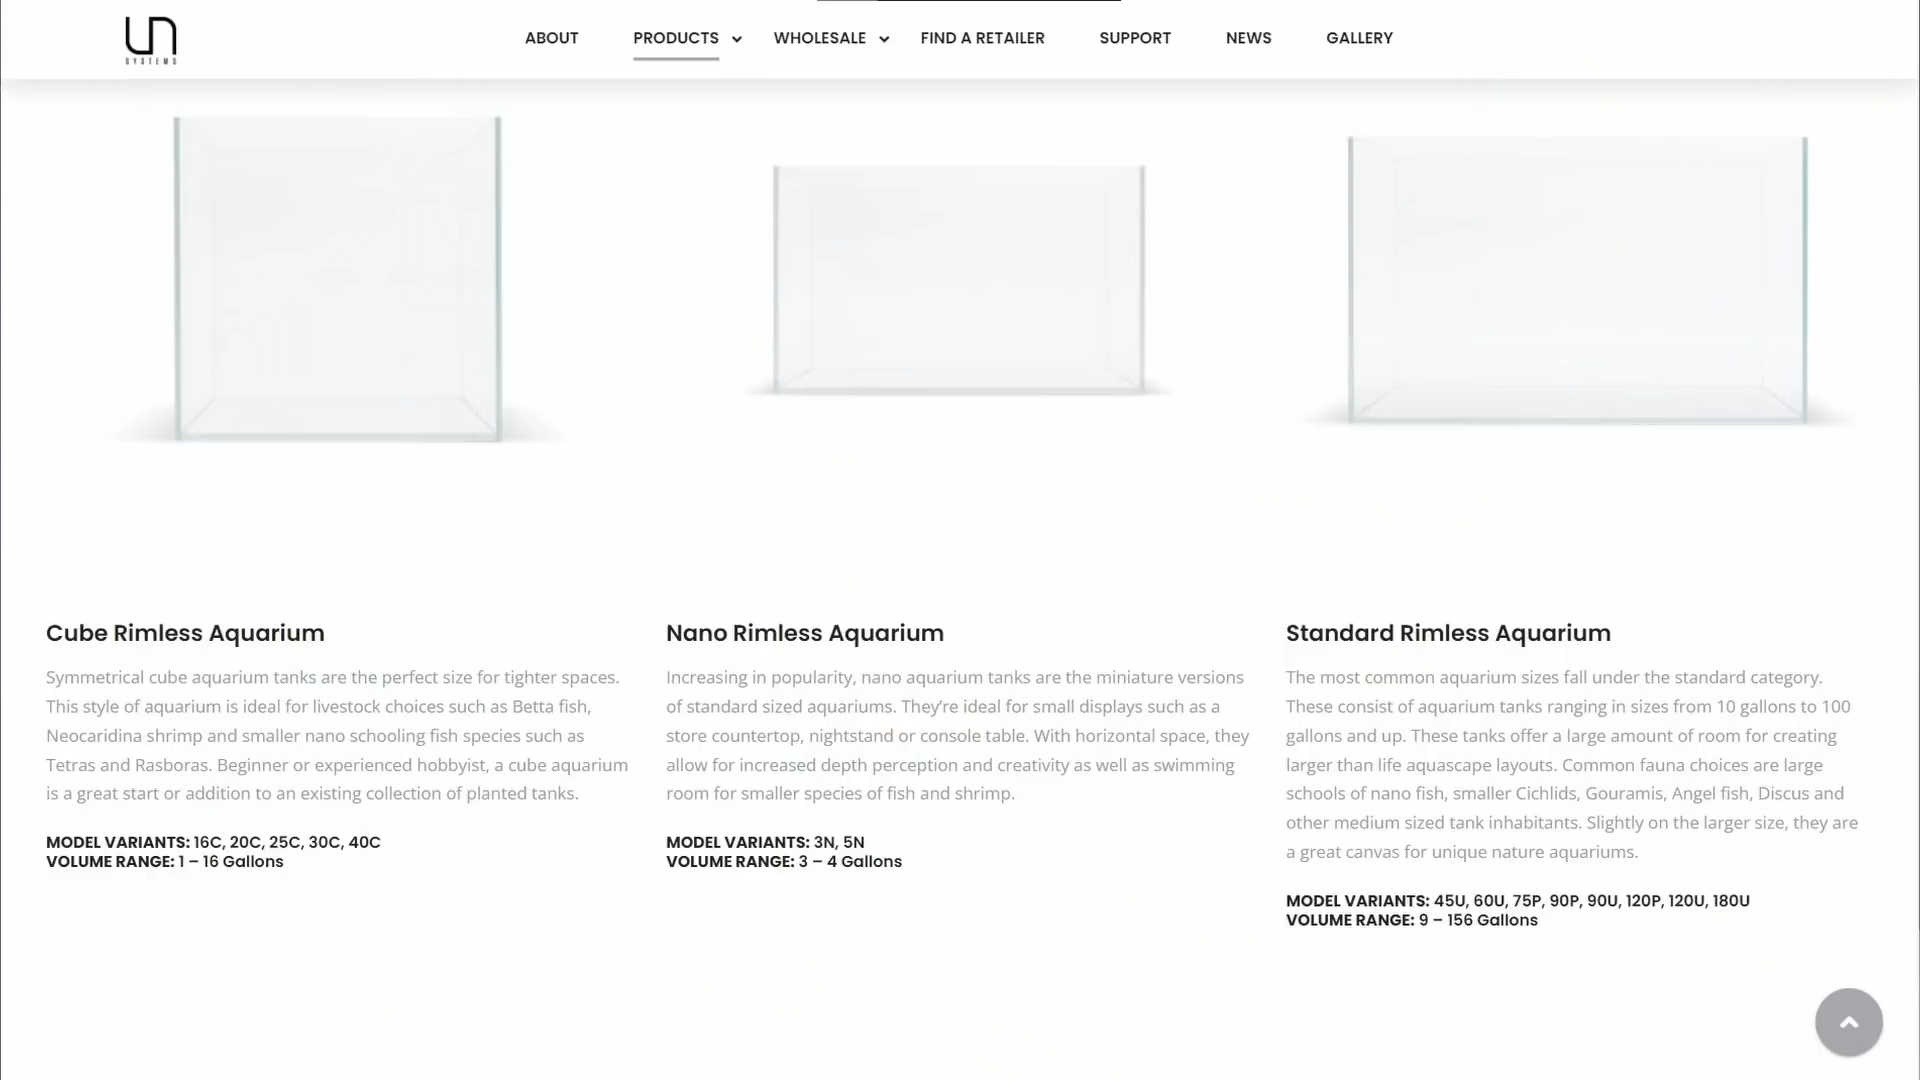 un
SYSTEMS
ABOUT PRODUCTS WHOLESALE FIND A RETAILER SUPPORT NEWS GALLERY
Cube Rimless Aquarium
Symmetrical cube aquarium tanks are the perfect size for tighter spaces.
This style of aquarium is ideal for livestock choices such as Betta fish,
Neocaridina shrimp and smaller nano schooling fish species such as
Tetras and Rasboras. Beginner or experienced hobbyist, a cube aquarium
is a great start or addition to an existing collection of planted tanks.
MODEL VARIANTS: 16C, 20C, 25C, 30C, 40C
VOLUME RANGE: 1 – 16 Gallons
Nano Rimless Aquarium
Increasing in popularity, nano aquarium tanks are the miniature versions
of standard sized aquariums. They’re ideal for small displays such as a
store countertop, nightstand or console table. With horizontal space, they
allow for increased depth perception and creativity as well as swimming
room for smaller species of fish and shrimp.
MODEL VARIANTS: 3N, 5N
VOLUME RANGE: 3 – 4 Gallons
Standard Rimless Aquarium
The most common aquarium sizes fall under the standard category.
These consist of aquarium tanks ranging in sizes from 10 gallons to 100
gallons and up. These tanks offer a large amount of room for creating
larger than life aquascape layouts. Common fauna choices are large
schools of nano fish, smaller Cichlids, Gouramis, Angel fish, Discus and
other medium sized tank inhabitants. Slightly on the larger size, they are
a great canvas for unique nature aquariums.
MODEL VARIANTS: 45U, 60U, 75P, 90P, 90U, 120P, 120U, 180U
VOLUME RANGE: 9 – 156 Gallons